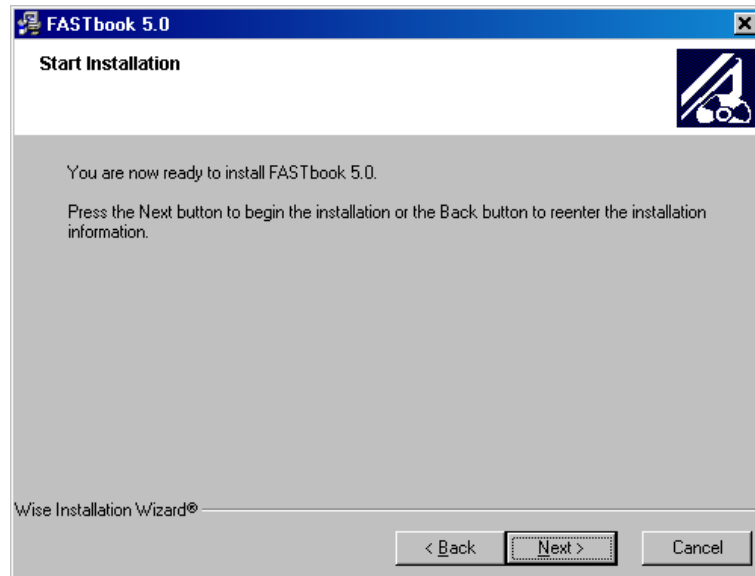 FASTbook 5.0
Start Installation
You are now ready to install FASTbook 5.0.
Press the Next button to begin the installation or the Back button to reenter the installation
information.
Wise Installation Wizard®
< Back
Next >
Cancel